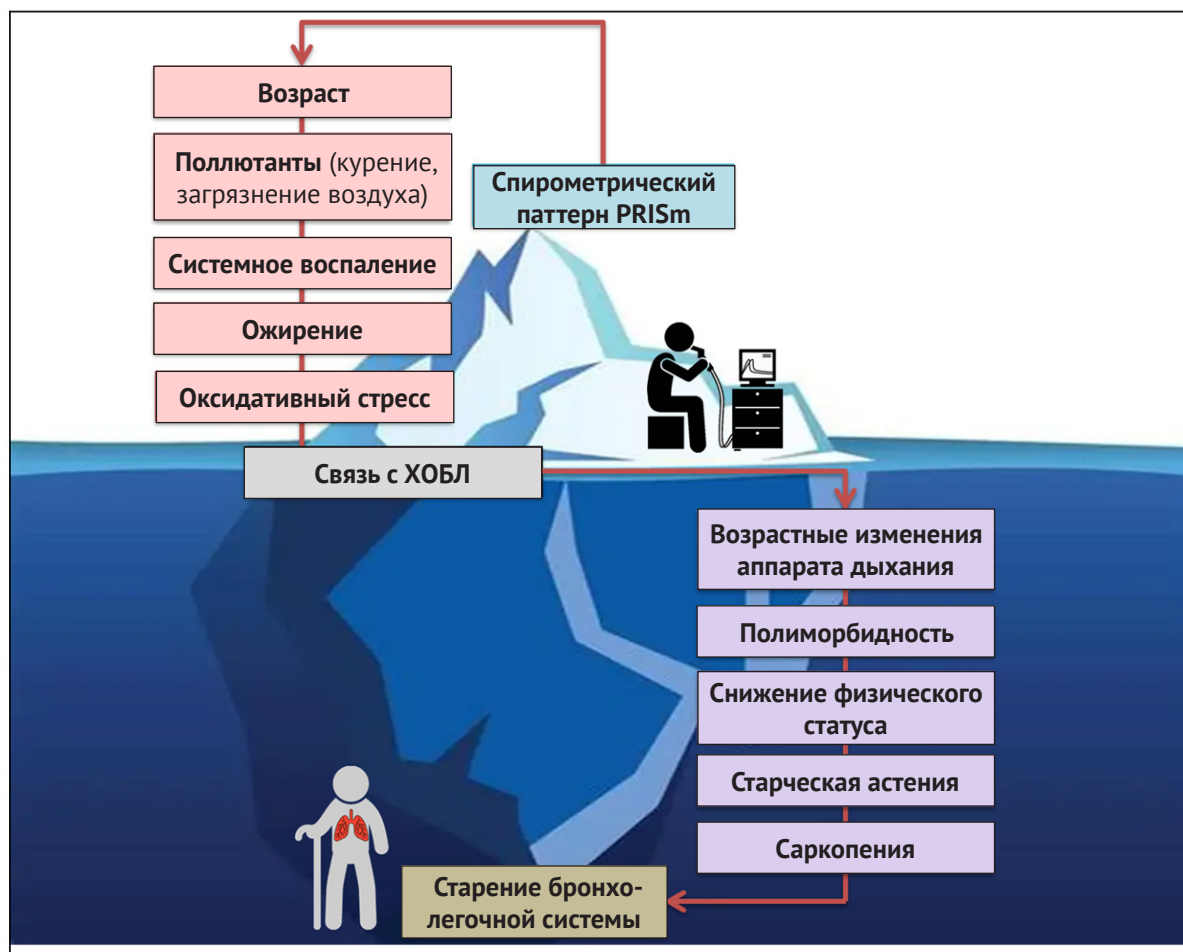 Возраст
Поллютанты (курение,
загрязнение воздуха)
Системное воспаление
Ожирение
Оксидативный стресс
Спирометрический
паттерн PRISm
Связь с ХОБЛ
Возрастные изменения
аппарата дыхания
Полиморбидность
Снижение физического
статуса
Старческая астения
Саркопения
Старение бронхо-
легочной системы